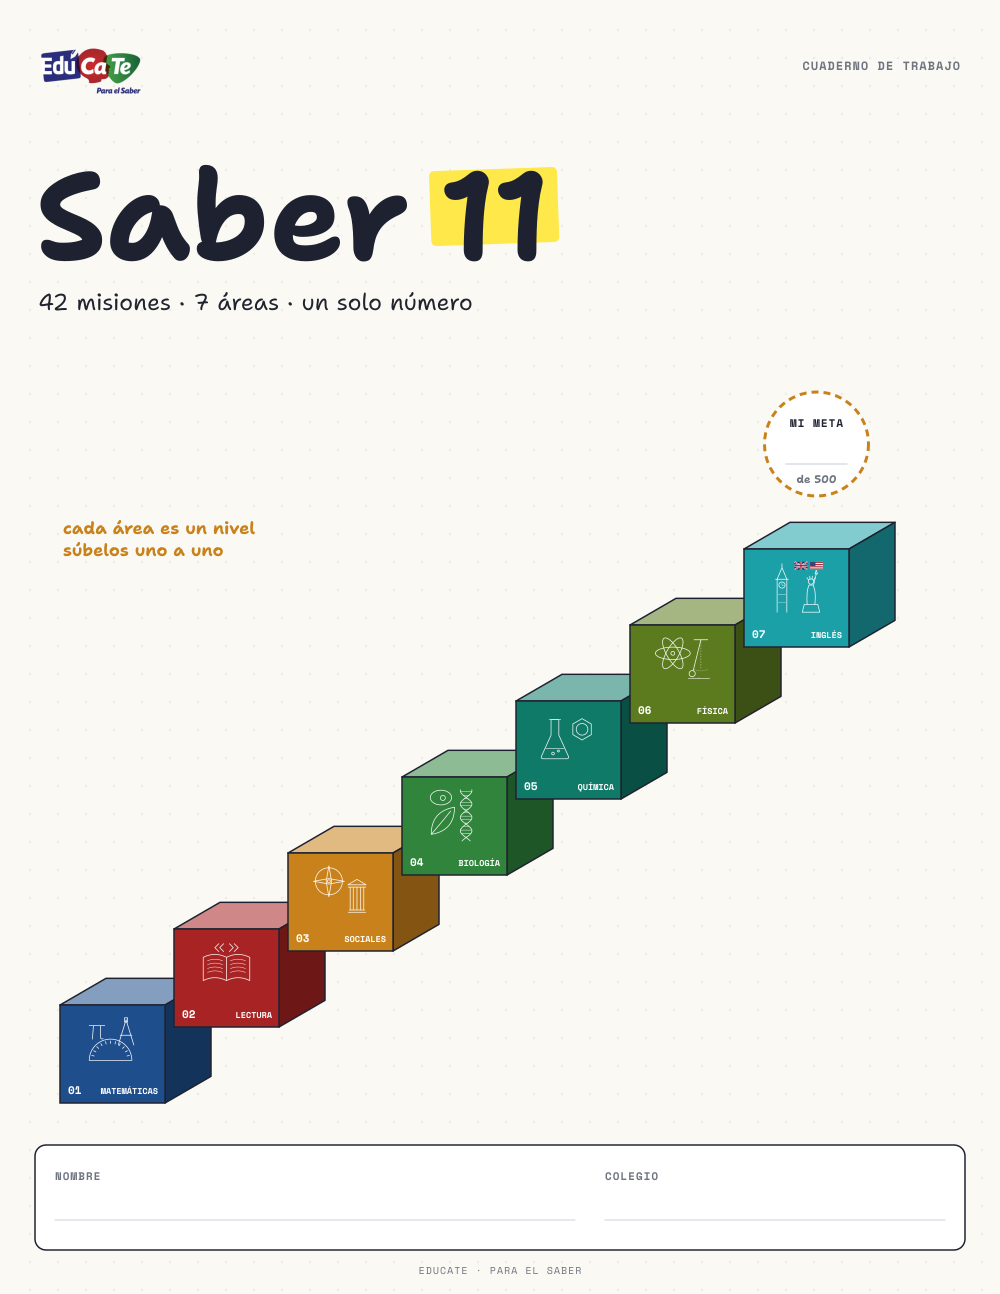 EdúCaTe
Para el Saber
CUADERNO DE TRABAJO
Saber 11
42 misiones · 7 áreas · un solo número
MI META
de 500
cada área es un nivel
súbelos uno a uno
07 INGLÉS
06 FÍSICA
05 QUÍMICA
04 BIOLOGÍA
03 SOCIALES
02 LECTURA
01 MATEMÁTICAS
NOMBRE COLEGIO
EDUCATE · PARA EL SABER